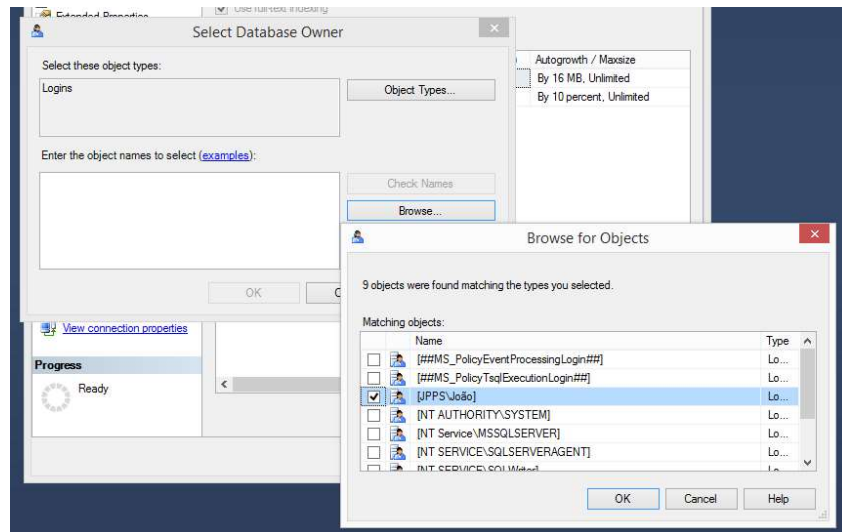 Extended Properties
Use full-text indexing
Select Database Owner
Select these object types:
Logins
Object Types...
Autogrowth / Maxsize
By 16 MB, Unlimited
By 10 percent, Unlimited
Enter the object names to select (examples):
Check Names
Browse...
OK
View connection properties
Progress
Ready
Browse for Objects
9 objects were found matching the types you selected.
Matching objects:
Name Type
[##MS_PolicyEventProcessingLogin##] Lo...
[##MS_PolicyTsqlExecutionLogin##] Lo...
[JPPS\João] Lo...
[NT AUTHORITY\SYSTEM] Lo...
[NT Service\MSSQLSERVER] Lo...
[NT SERVICE\SQLSERVERAGENT] Lo...
[NT SERVICE\SQLWriter] Lo...
OK Cancel Help